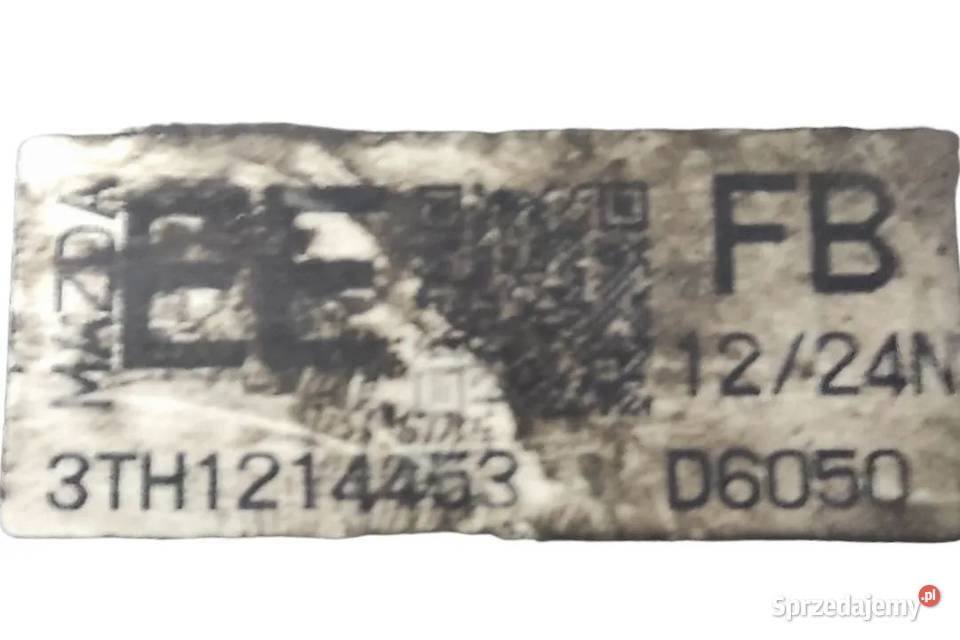 MAZDA
FB
12/24N
3TH1214453
D6050
Sprzedajemy.pl